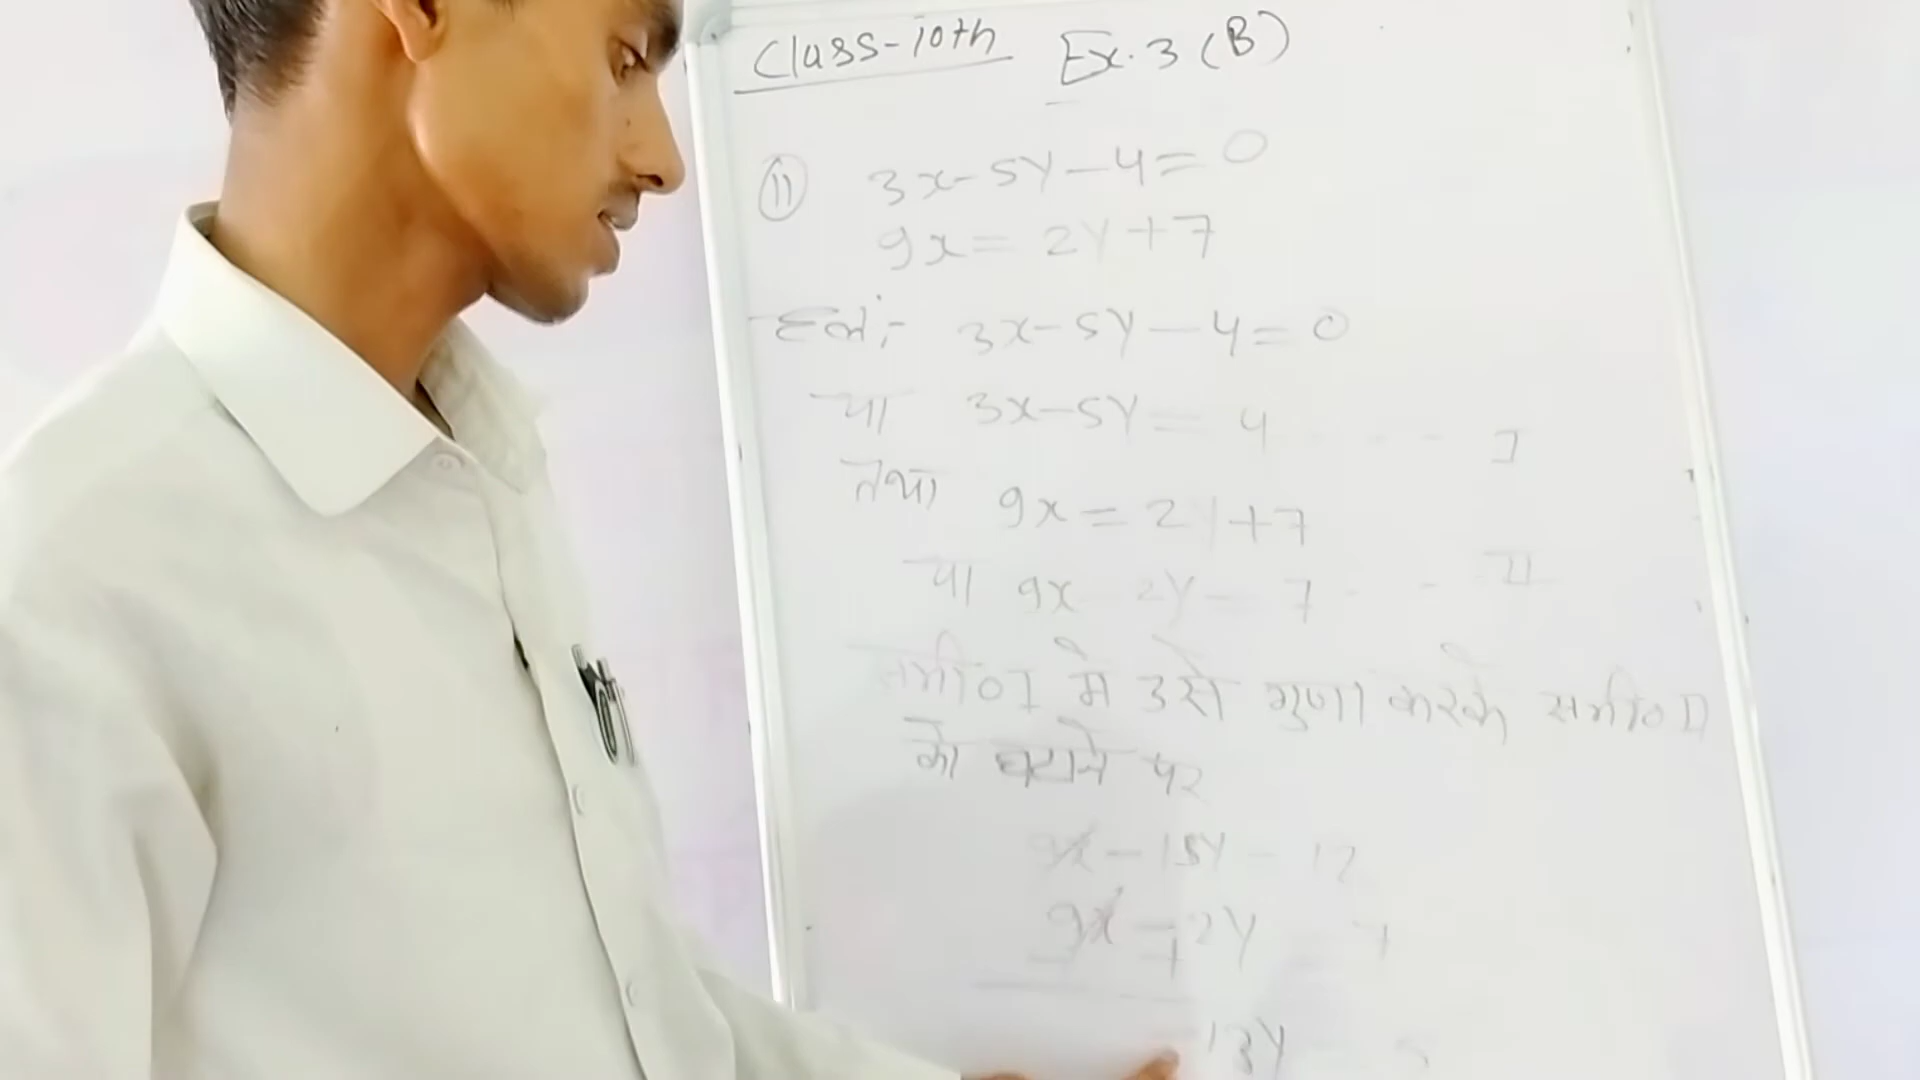 Class-10th Ex.3 (B)
(11) 3x-5y-4=0
9x=2y+7
हल:- 3x-5y-4=0
या 3x-5y=4 - - - I
तथा 9x=2y+7
या 9x-2y=7 - - II
समी० I में 3 से गुणा करके समी० II
को घटाने पर
9x-15y=12
9x-2y=7
13y